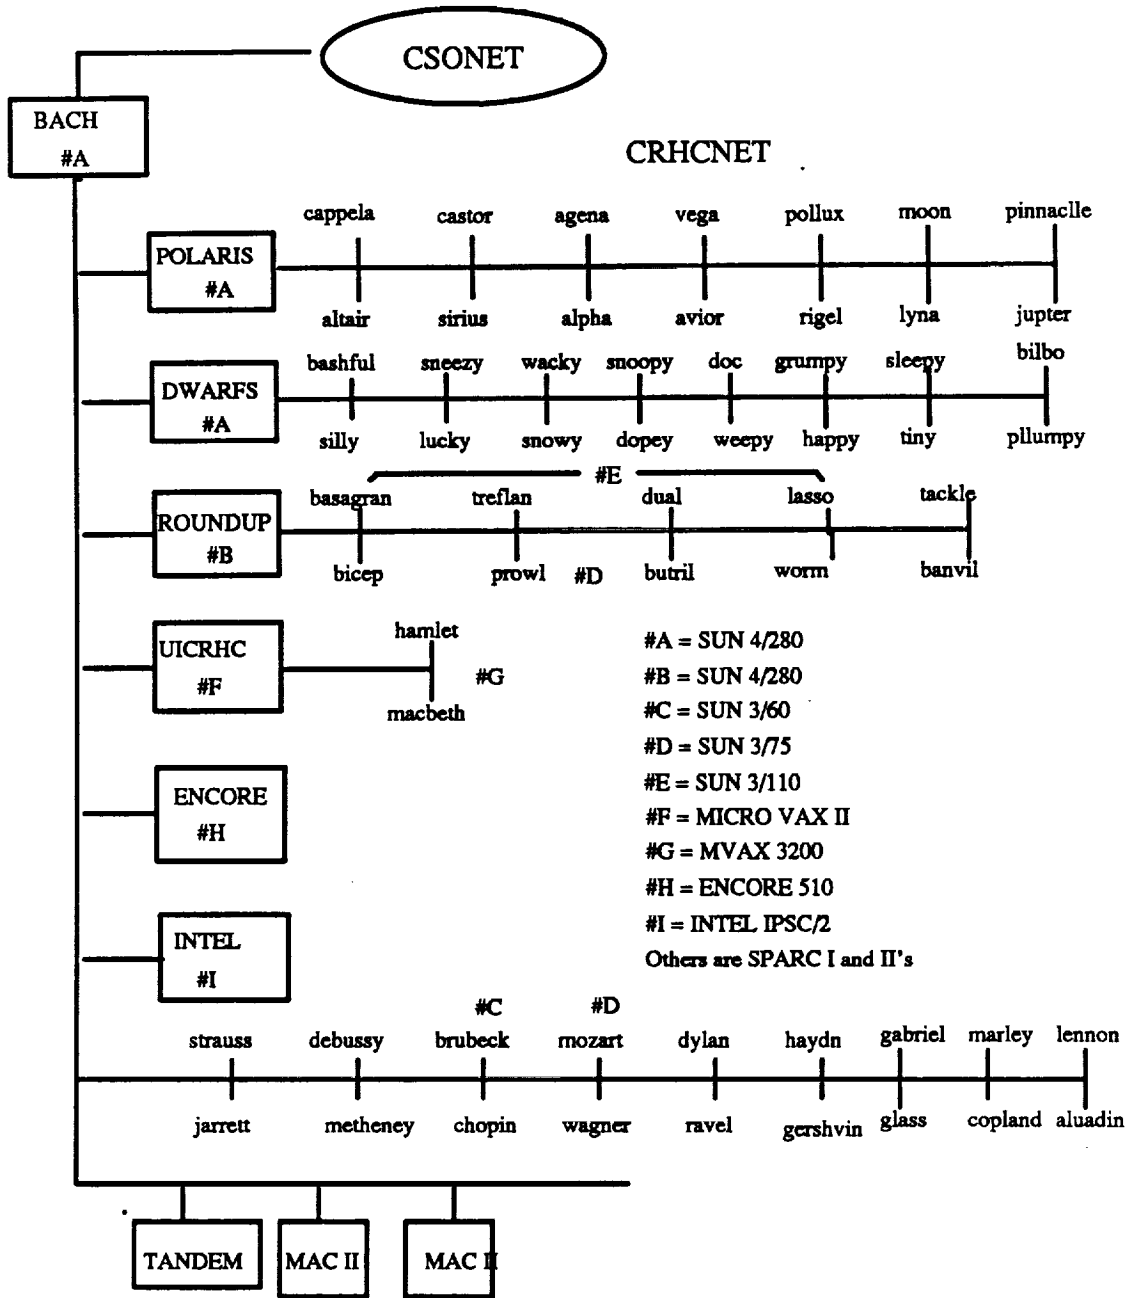 CSONET
BACH
#A
CRHCNET
cappela castor agena vega pollux moon pinnaclle
POLARIS
#A
altair sirius alpha avior rigel lyna jupter
bashful sneezy wacky snoopy doc grumpy sleepy bilbo
DWARFS
#A
silly lucky snowy dopey weepy happy tiny pllumpy
#E
basagran treflan dual lasso tackle
ROUNDUP
#B
bicep prowl #D butril worm banvil
hamlet
UICRHC
#F
#G
macbeth
#A = SUN 4/280
#B = SUN 4/280
#C = SUN 3/60
#D = SUN 3/75
#E = SUN 3/110
#F = MICRO VAX II
#G = MVAX 3200
#H = ENCORE 510
#I = INTEL IPSC/2
Others are SPARC I and II's
ENCORE
#H
INTEL
#I
#C #D
strauss debussy brubeck mozart dylan haydn gabriel marley lennon
jarrett metheney chopin wagner ravel gershvin glass copland aluadin
TANDEM MAC II MAC II